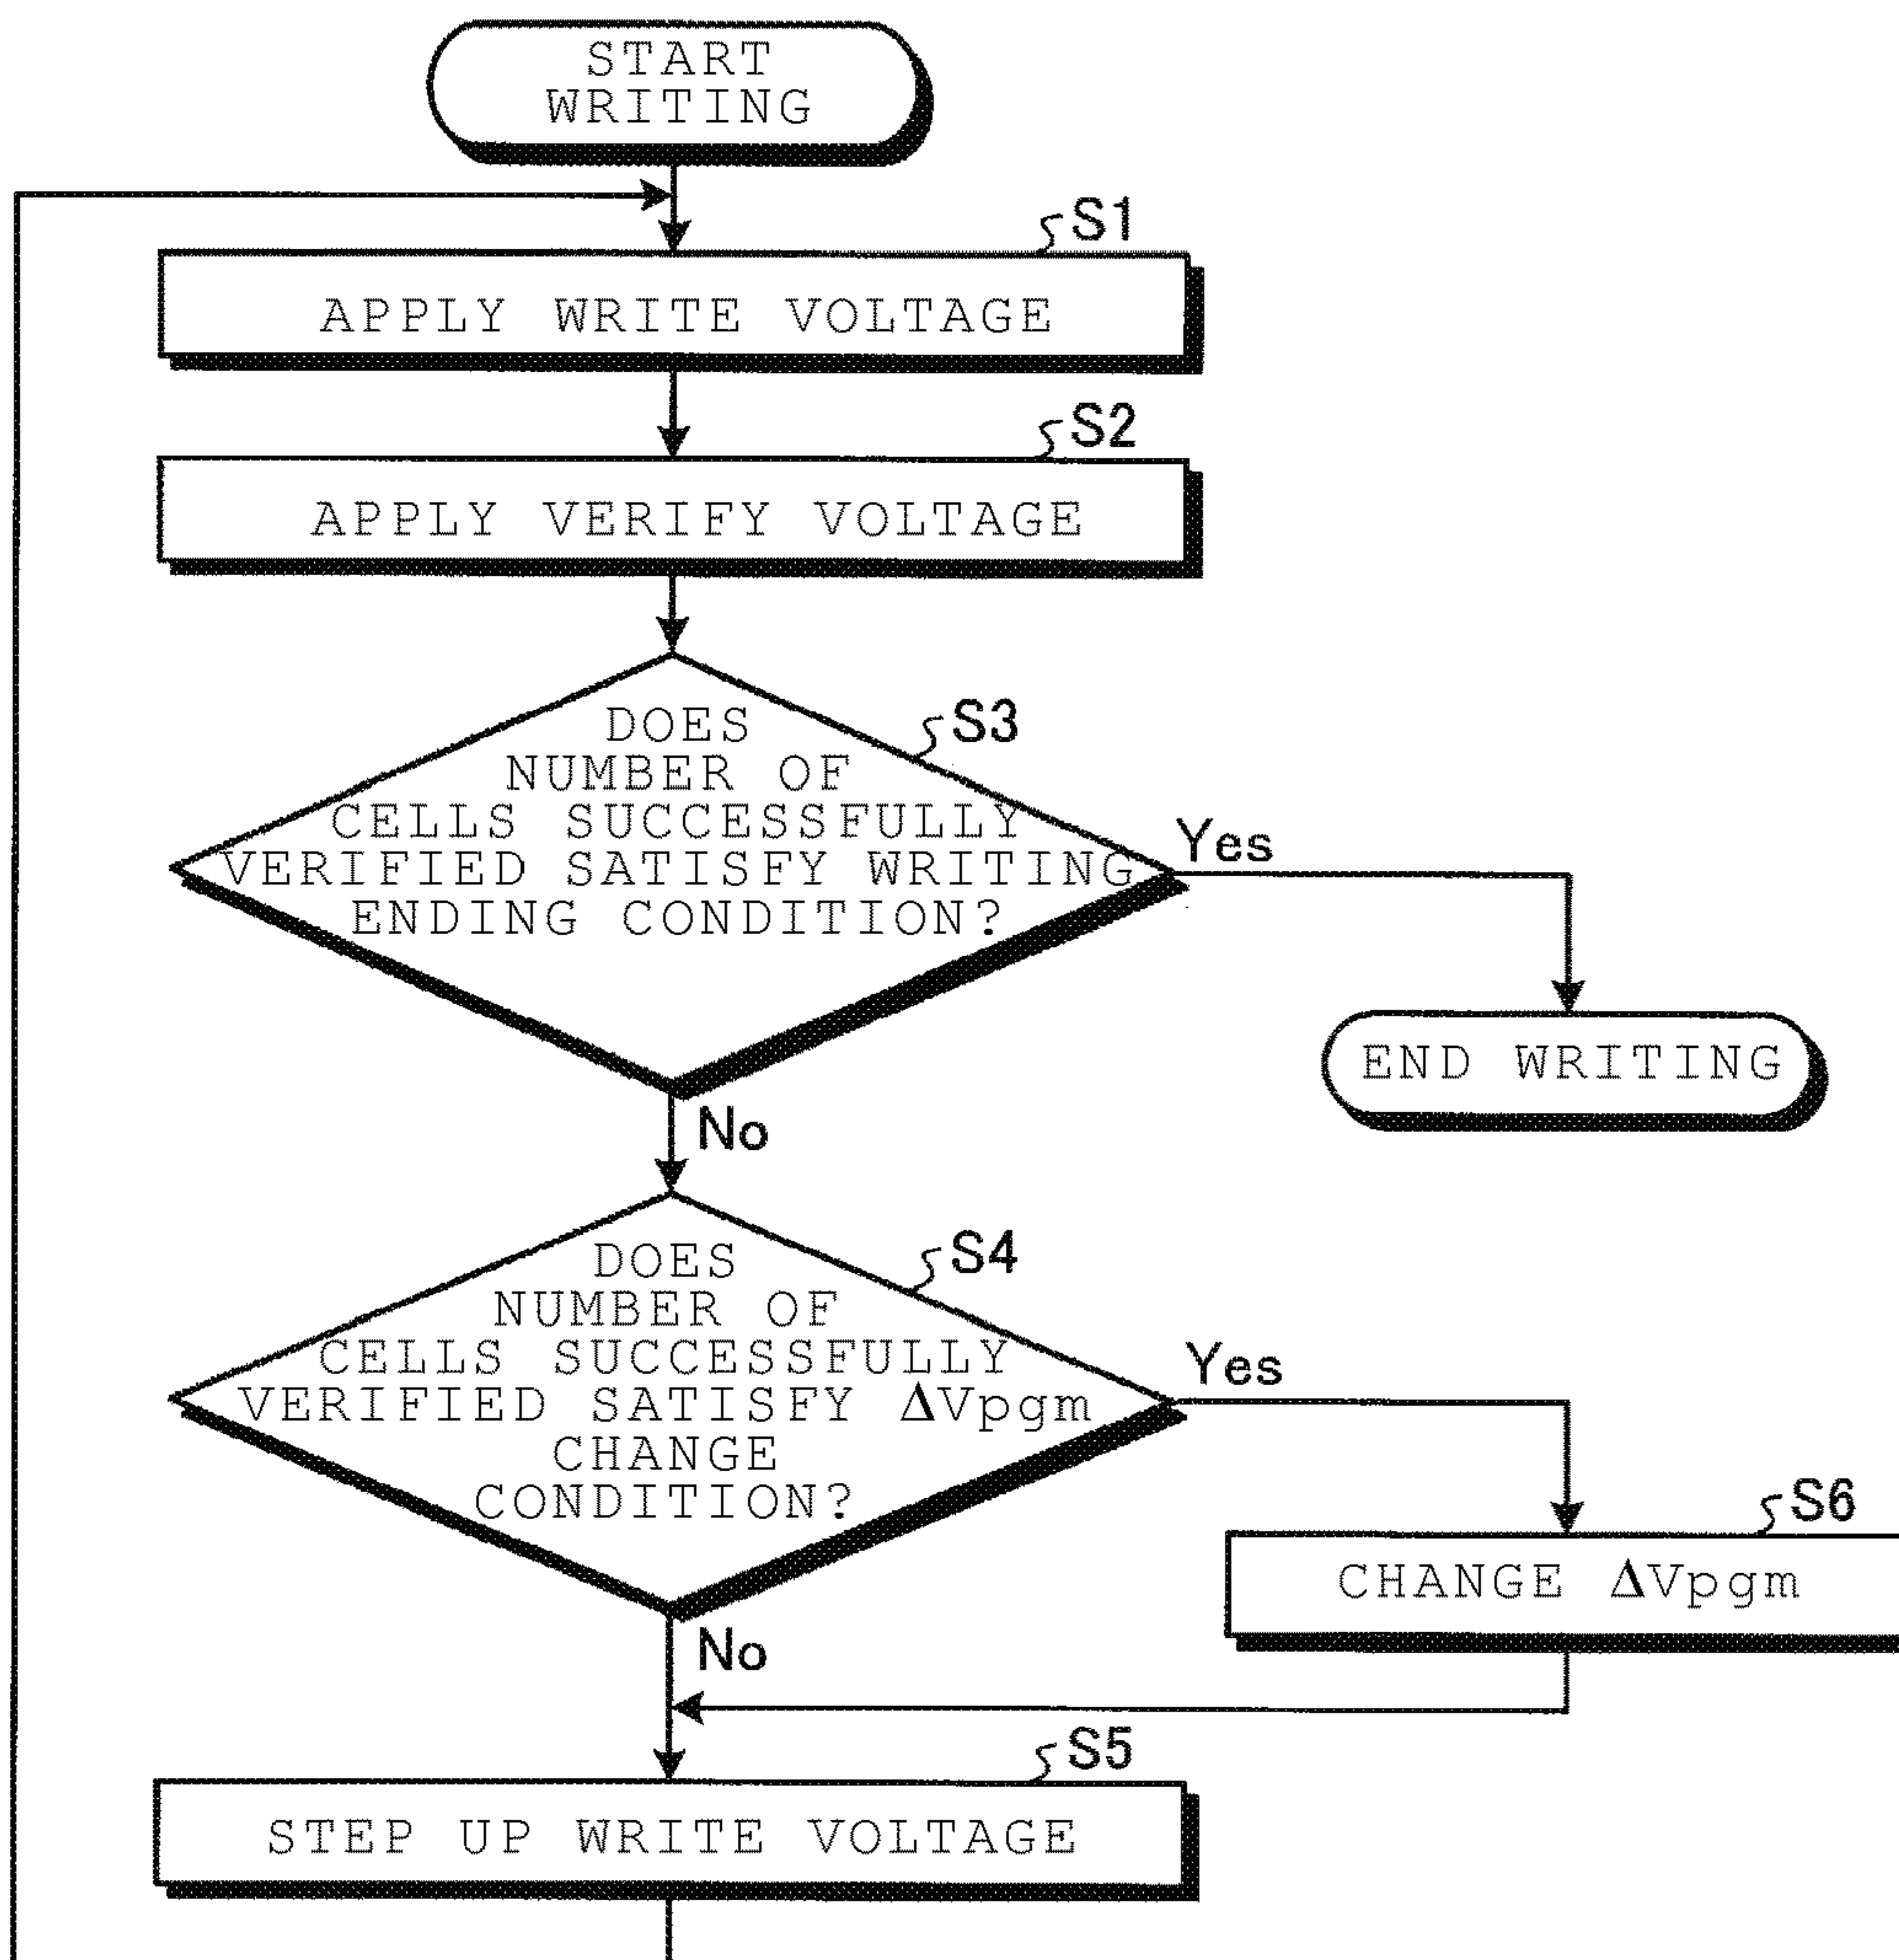 START
WRITING
S1
APPLY WRITE VOLTAGE
S2
APPLY VERIFY VOLTAGE
S3
DOES
NUMBER OF
CELLS SUCCESSFULLY
VERIFIED SATISFY WRITING
ENDING CONDITION?
Yes
END WRITING
No
S4
DOES
NUMBER OF
CELLS SUCCESSFULLY
VERIFIED SATISFY ΔVpgm
CHANGE
CONDITION?
Yes
S6
CHANGE ΔVpgm
No
S5
STEP UP WRITE VOLTAGE